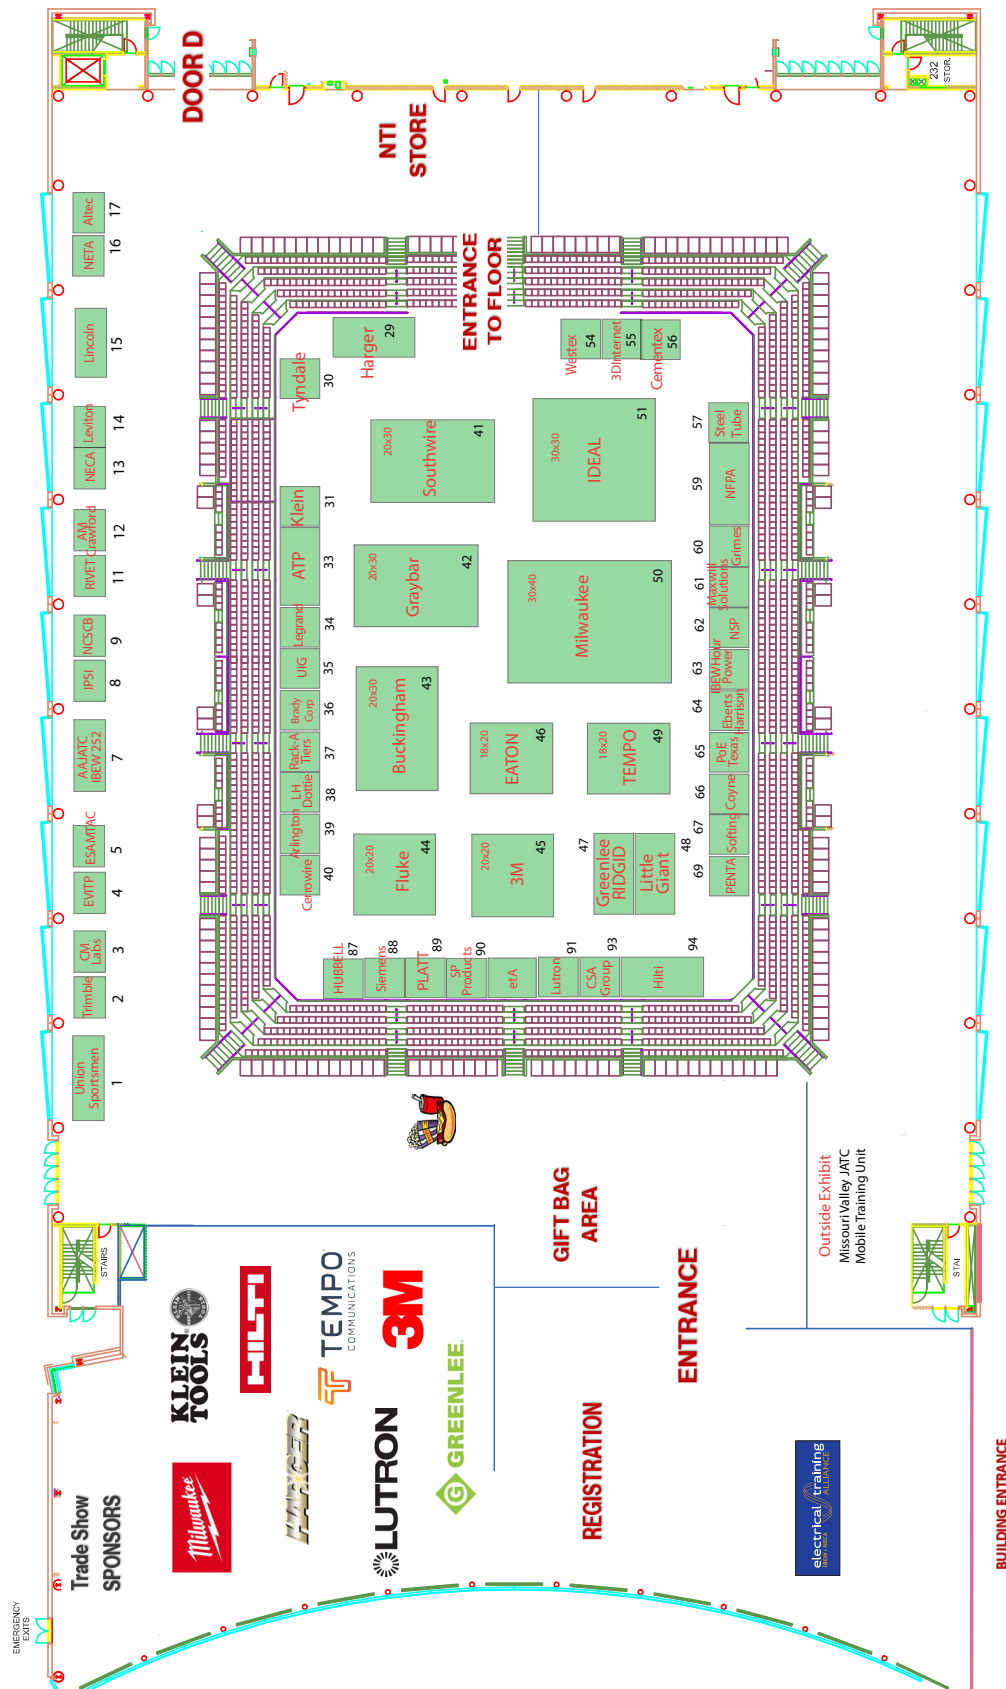 DOOR D
NTI
STORE
232
STOR.
ENTRANCE
TO FLOOR
Altec
17
NETA
16
Lincoln
15
Leviton
14
NECA
13
AM
Crawford
12
RIVET
11
NCSCB
9
IPSI
8
AAJATC
IBEW 252
7
ESAMTAC
5
EVITP
4
CM
Labs
3
Trimble
2
Union
Sportsmen
1
Harger
29
Tyndale
30
Klein
31
ATP
33
Legrand
34
UIG
35
Brady
Corp
36
Rack-A
Tiers
37
LH
Dottie
38
Arlington
39
Cerrowire
40
20x30
Southwire
41
20x30
Graybar
42
20x30
Buckingham
43
20x20
Fluke
44
20x20
3M
45
18x20
EATON
46
47
Greenlee
RIDGID
Little
Giant
48
18x20
TEMPO
49
30x40
Milwaukee
50
30x30
IDEAL
51
Westex
54
3DInternet
55
Cementex
56
57
Steel
Tube
59
NFPA
60
Grimes
61
Maxwill
Solutions
62
NSP
63
IBEWHour
Power
64
Eberts
Harrison
65
PoE
Texas
66
Coyne
67
Softing
69
PENTA
HUBBELL
87
Siemens
88
PLATT
89
SP
Products
90
etA
Lutron
91
CSA
Group
93
Hilti
94
GIFT BAG
AREA
Outside Exhibit
Missouri Valley JATC
Mobile Training Unit
STAIRS
STAI
ENTRANCE
REGISTRATION
Trade Show
SPONSORS
KLEIN
TOOLS
HILTI
TEMPO
COMMUNICATIONS
3M
Milwaukee
HARGER
LUTRON
G GREENLEE
electrical training
ALLIANCE
IBEW • NECA
EMERGENCY
EXITS
BUILDING ENTRANCE